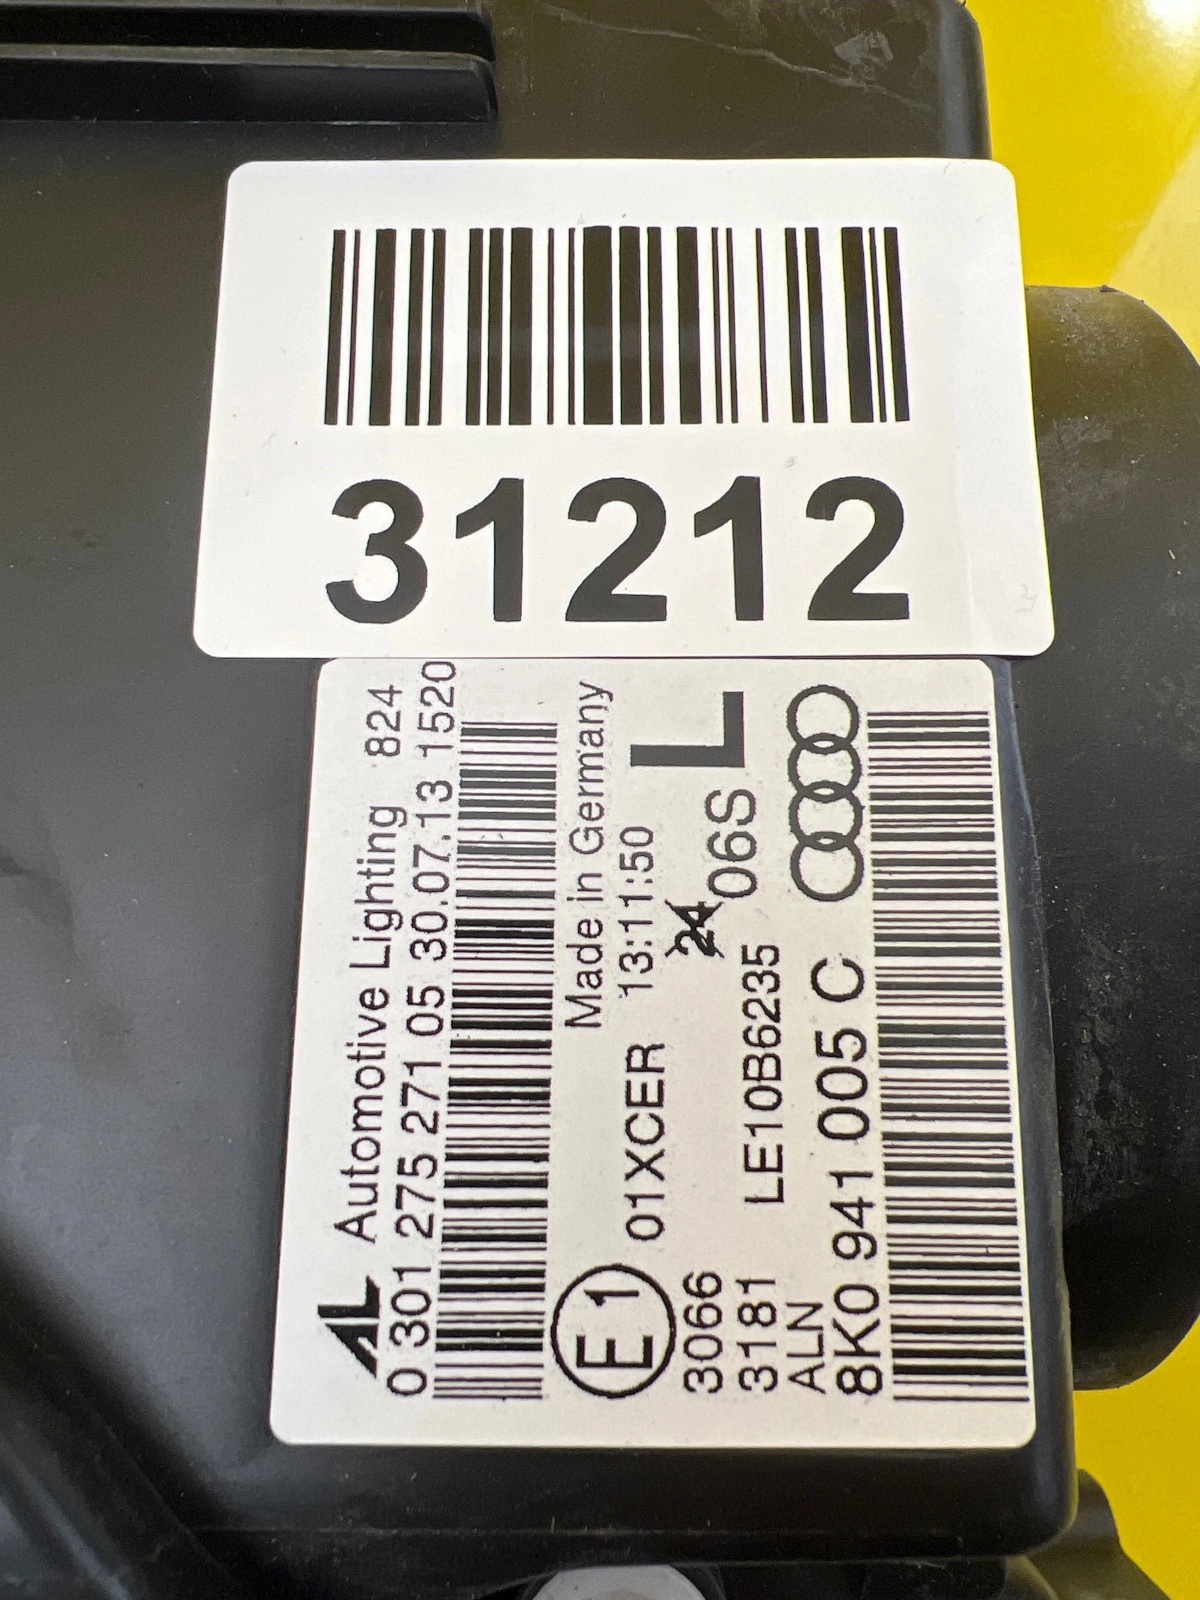 31212
AL Automotive Lighting 824
0 301 275 271 05 30.07.13 1520
Made in Germany
E1 01XCER 13:11:50
L
3066 24 06S
3181 LE10B6235
ALN
8K0 941 005 C